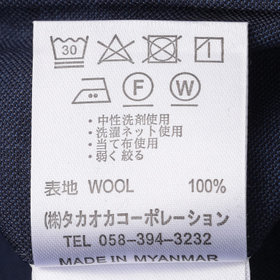 30
F W
・中性洗剤使用
・洗濯ネット使用
・当て布使用
・弱く絞る
表地 WOOL 100%
㈱タカオカコーポレーション
TEL 058-394-3232
MADE IN MYANMAR